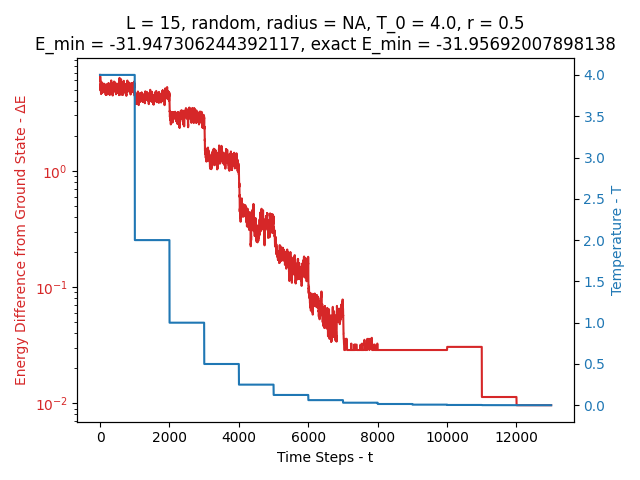 L = 15, random, radius = NA, T_0 = 4.0, r = 0.5
E_min = -31.947306244392117, exact E_min = -31.95692007898138
Energy Difference from Ground State - ΔE
10⁰
10⁻¹
10⁻²
4.0
3.5
3.0
2.5
2.0
1.5
1.0
0.5
0.0
Temperature - T
0 2000 4000 6000 8000 10000 12000
Time Steps - t